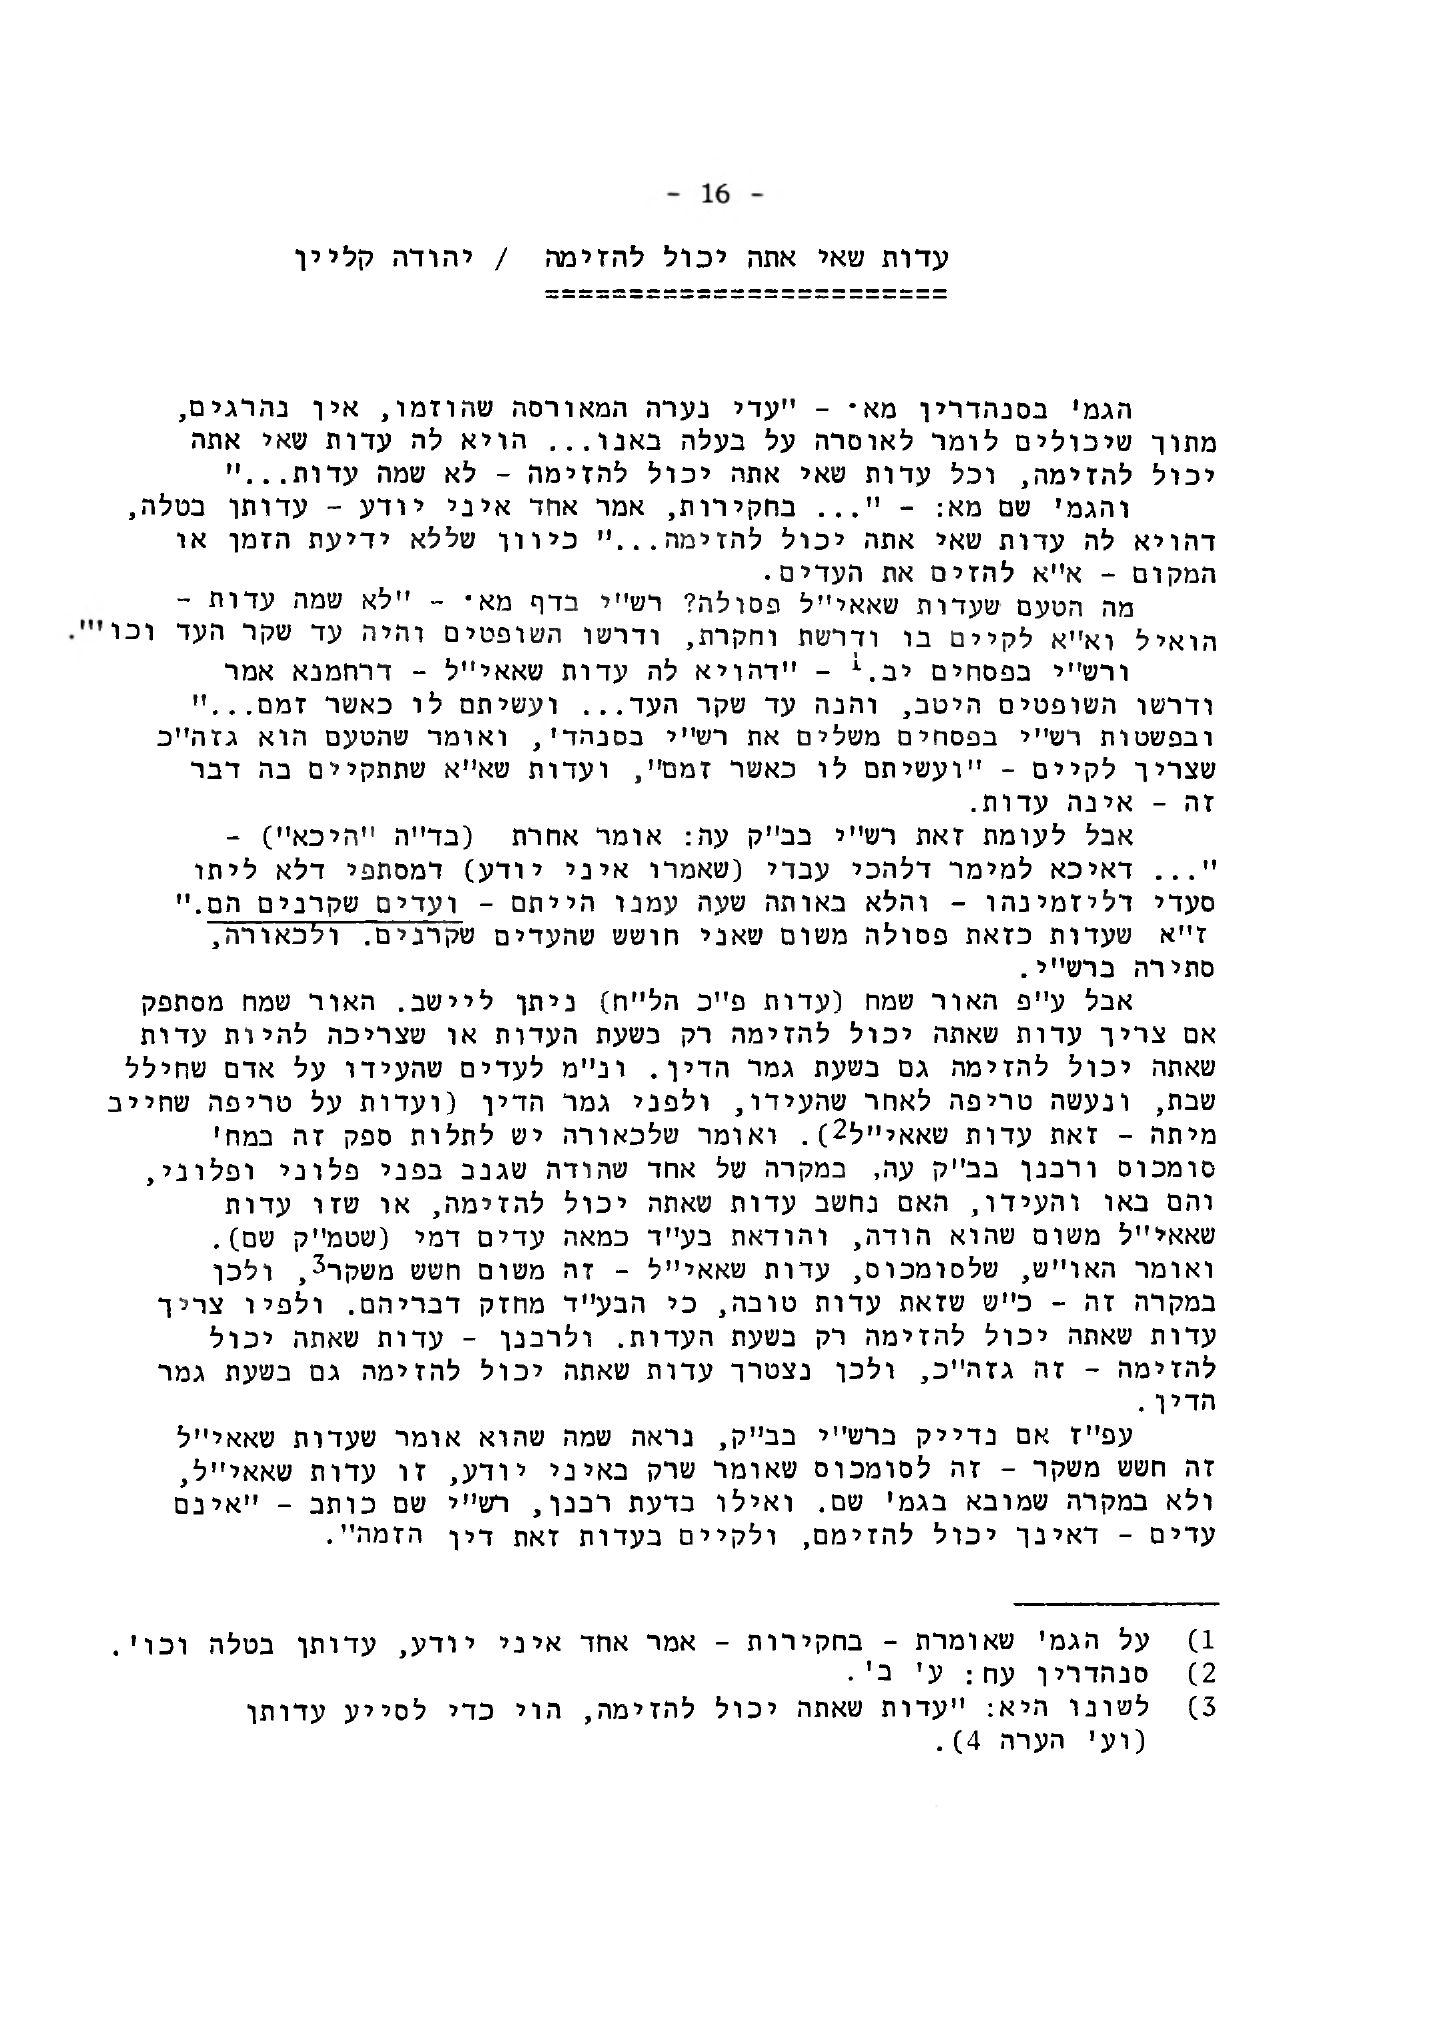 - 16 -
עדות שאי אתה יכול להזימה / יהודה קליין
========================
הגמ' בסנהדרין מא. - "עדי נערה המאורסה שהוזמו, אין נהרגים,
מתוך שיכולים לומר לאוסרה על בעלה באנו... הויא לה עדות שאי אתה
יכול להזימה, וכל עדות שאי אתה יכול להזימה - לא שמה עדות..."
והגמ' שם מא: - "... בחקירות, אמר אחד איני יודע - עדותן בטלה,
דהויא לה עדות שאי אתה יכול להזימה..." כיוון שללא ידיעת הזמן או
המקום - א"א להזים את העדים.
מה הטעם שעדות שאאי"ל פסולה? רש"י בדף מא. - "לא שמה עדות -
הואיל וא"א לקיים בו ודרשת וחקרת, ודרשו השופטים והיה עד שקר העד וכו'".
ורש"י בפסחים יב.1 - "דהויא לה עדות שאאי"ל - דרחמנא אמר
ודרשו השופטים היטב, והנה עד שקר העד... ועשיתם לו כאשר זמם..."
ובפשטות רש"י בפסחים משלים את רש"י בסנהד', ואומר שהטעם הוא גזה"כ
שצריך לקיים - "ועשיתם לו כאשר זמם", ועדות שא"א שתתקיים בה דבר
זה - אינה עדות.
אבל לעומת זאת רש"י בב"ק עה: אומר אחרת (בד"ה "היכא") -
"... דאיכא למימר דלהכי עבדי (שאמרו איני יודע) דמסתפי דלא ליתו
סעדי דליזמינהו - והלא באותה שעה עמנו הייתם - ועדים שקרנים הם."
ז"א שעדות כזאת פסולה משום שאני חושש שהעדים שקרנים. ולכאורה,
סתירה ברש"י.
אבל ע"פ האור שמח (עדות פ"כ הל"ח) ניתן ליישב. האור שמח מסתפק
אם צריך עדות שאתה יכול להזימה רק בשעת העדות או שצריכה להיות עדות
שאתה יכול להזימה גם בשעת גמר הדין. ונ"מ לעדים שהעידו על אדם שחילל
שבת, ונעשה טריפה לאחר שהעידו, ולפני גמר הדין (ועדות על טריפה שחייב
מיתה - זאת עדות שאאי"ל2). ואומר שלכאורה יש לתלות ספק זה במח'
סומכוס ורבנן בב"ק עה. במקרה של אחד שהודה שגנב בפני פלוני ופלוני,
והם באו והעידו, האם נחשב עדות שאתה יכול להזימה, או שזו עדות
שאאי"ל משום שהוא הודה, והודאת בע"ד כמאה עדים דמי (שטמ"ק שם).
ואומר האו"ש, שלסומכוס, עדות שאאי"ל - זה משום חשש משקר3, ולכן
במקרה זה - כ"ש שזאת עדות טובה, כי הבע"ד מחזק דבריהם. ולפיו צריך
עדות שאתה יכול להזימה רק בשעת העדות. ולרבנן - עדות שאתה יכול
להזימה - זה גזה"כ, ולכן נצטרך עדות שאתה יכול להזימה גם בשעת גמר
הדין.
עפ"ז אם נדייק ברש"י בב"ק, נראה שמה שהוא אומר שעדות שאאי"ל
זה חשש משקר - זה לסומכוס שאומר שרק באיני יודע, זו עדות שאאי"ל,
ולא במקרה שמובא בגמ' שם. ואילו בדעת רבנן, רש"י שם כותב - "אינם
עדים - דאינך יכול להזימם, ולקיים בעדות זאת דין הזמה".
1) על הגמ' שאומרת - בחקירות - אמר אחד איני יודע, עדותן בטלה וכו'.
2) סנהדרין עח: ע' ב'.
3) לשונו היא: "עדות שאתה יכול להזימה, הוי כדי לסייע עדותן
(וע' הערה 4).